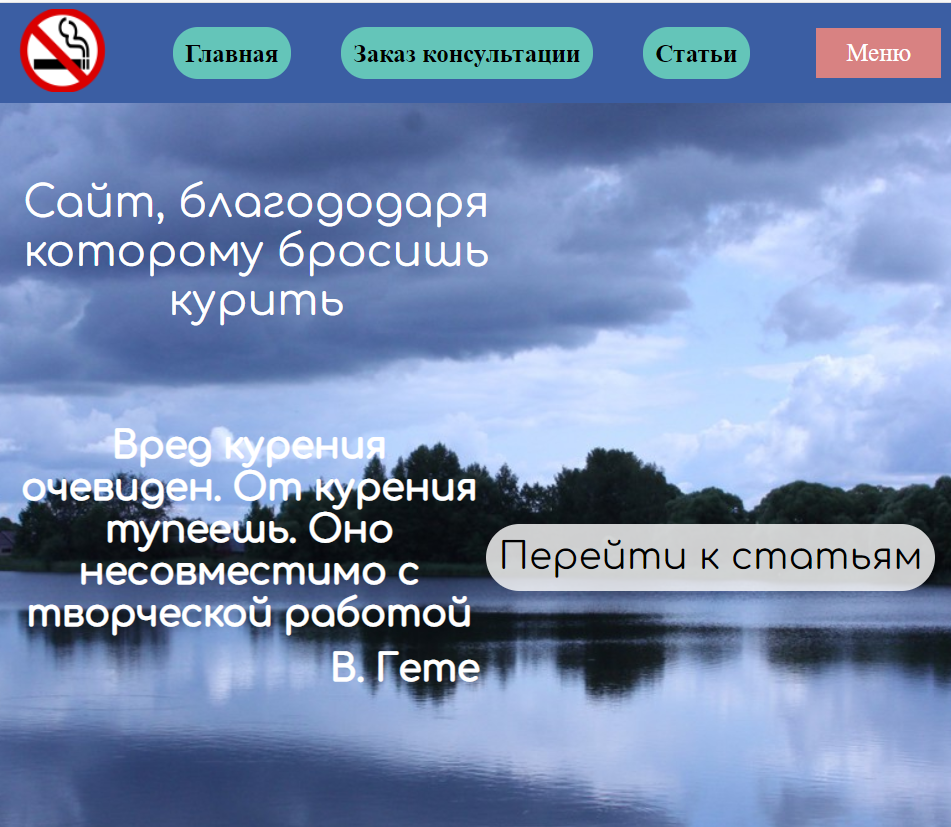 Главная Заказ консультации Статьи Меню
Сайт, благододаря
которому бросишь
курить
Вред курения
очевиден. От курения
тупеешь. Оно
несовместимо с
творческой работой
В. Гете
Перейти к статьям